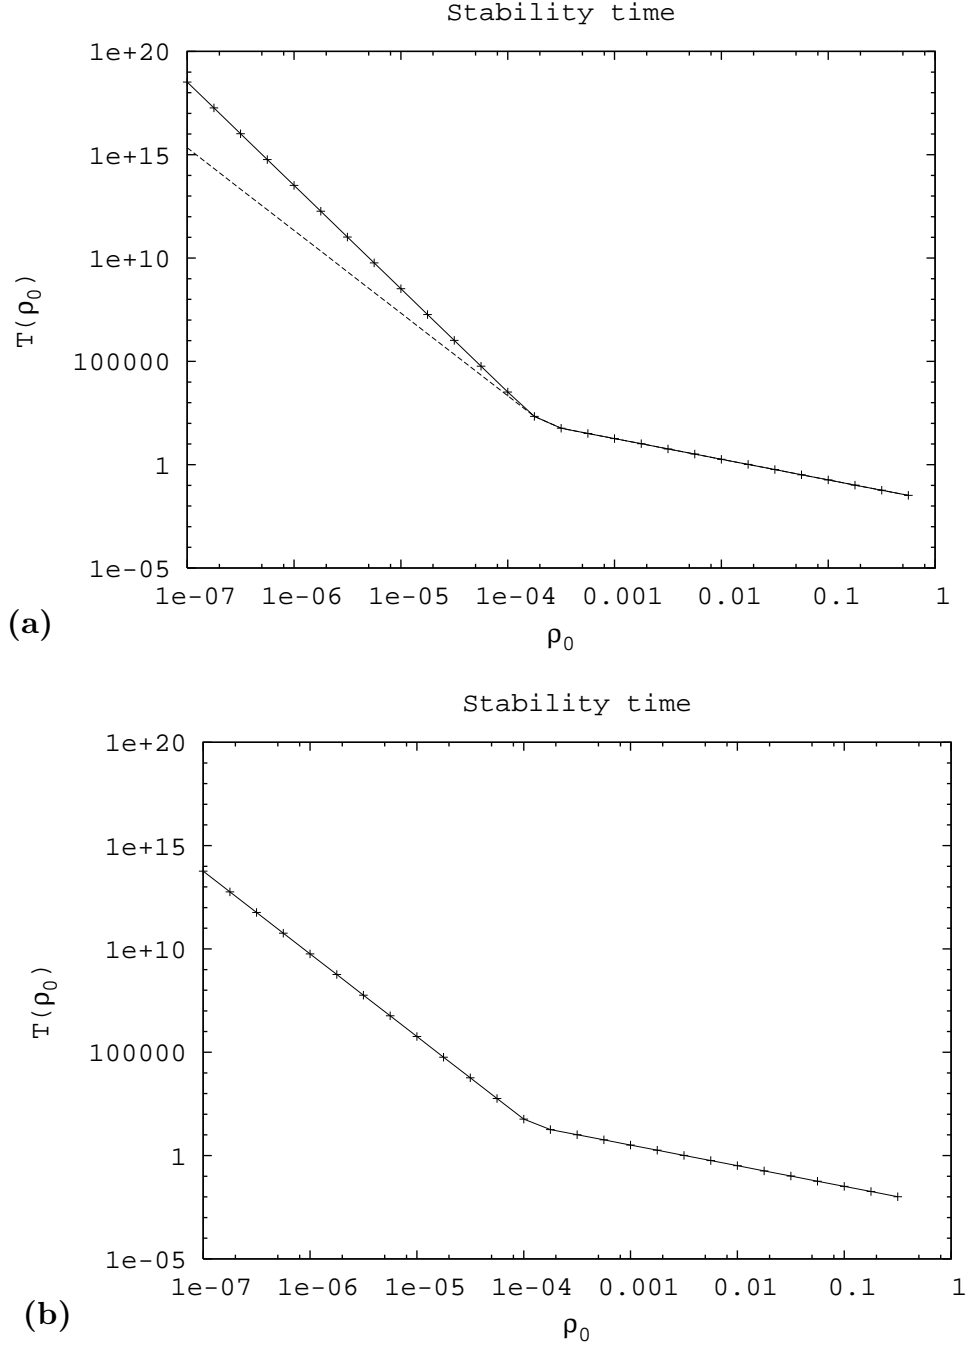 Stability time
1e+20
1e+15
1e+10
100000
1
1e-05
T(ρ₀)
1e-07 1e-06 1e-05 1e-04 0.001 0.01 0.1 1
(a)
ρ₀
Stability time
1e+20
1e+15
1e+10
100000
1
1e-05
T(ρ₀)
1e-07 1e-06 1e-05 1e-04 0.001 0.01 0.1 1
(b)
ρ₀